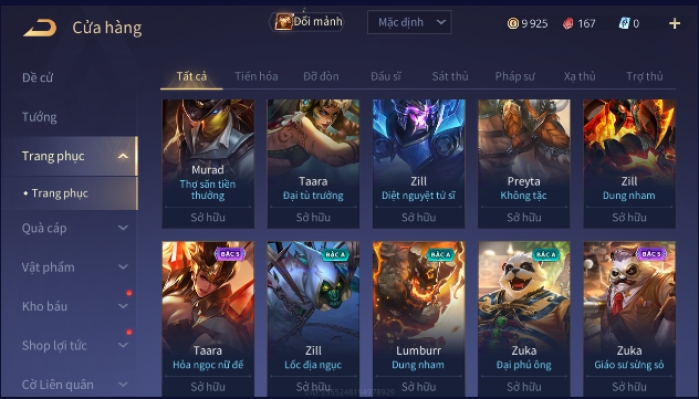 Cửa hàng
Đổi mảnh
Mặc định
9 925
167
0
+
Đề cử
Tướng
Trang phục
• Trang phục
Quà cáp
Vật phẩm
Kho báu
Shop lợi tức
Cờ Liên quân
Tất cả Tiến hóa Đỡ đòn Đấu sĩ Sát thủ Pháp sư Xạ thủ Trợ thủ
Murad
Thợ săn tiền
thưởng
Sở hữu
Taara
Đại tù trưởng
Sở hữu
Zill
Diệt nguyệt tử sĩ
Sở hữu
Preyta
Không tặc
Sở hữu
Zill
Dung nham
Sở hữu
BẬC S
Taara
Hỏa ngọc nữ đế
Sở hữu
BẬC A
Zill
Lốc địa ngục
Sở hữu
BẬC A
Lumburr
Dung nham
Sở hữu
BẬC A
Zuka
Đại phú ông
Sở hữu
BẬC S
Zuka
Giáo sư sừng sỏ
Sở hữu